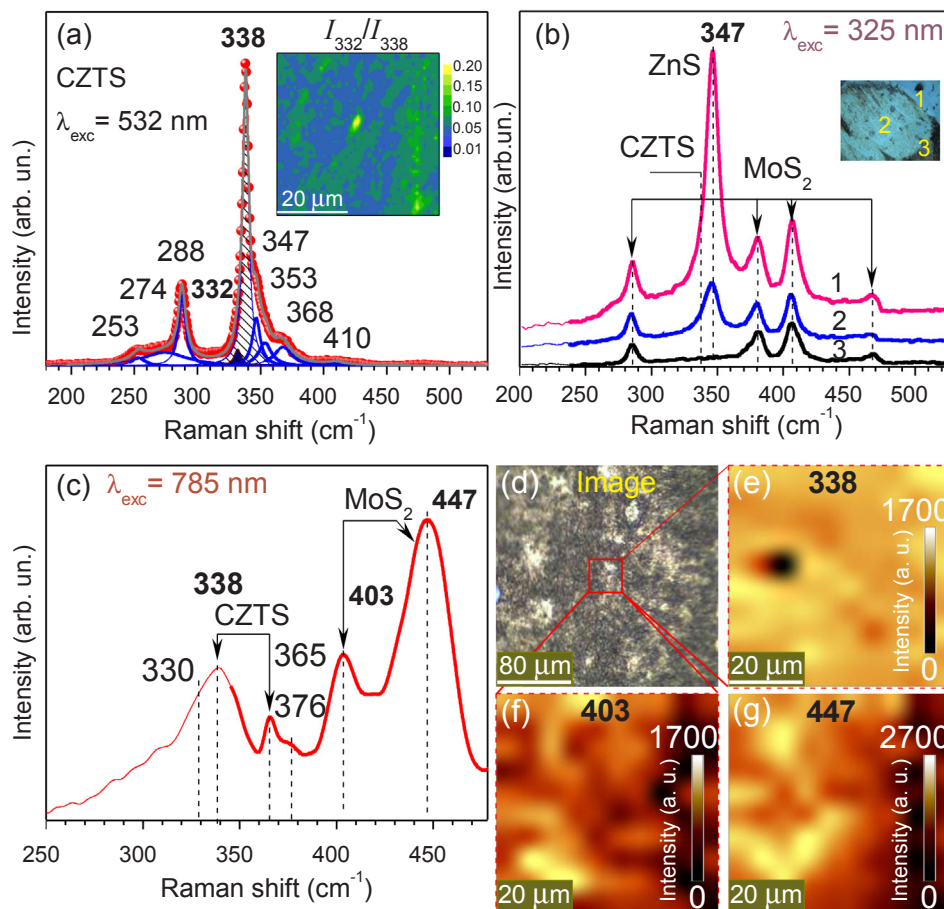 (a)
CZTS
λexc = 532 nm
338
I332/I338
0.20
0.15
0.10
0.05
0.01
20 μm
253
274
288
332
347
353
368
410
Intensity (arb. un.)
200 250 300 350 400 450 500
Raman shift (cm-1)
(b)
347
λexc = 325 nm
ZnS
CZTS
MoS2
1
2
3
1
2
3
Intensity (arb.un.)
200 300 400 500
Raman shift (cm-1)
(c)
λexc = 785 nm
MoS2
447
338
CZTS
403
330
365
376
Intensity (arb. un.)
250 300 350 400 450
Raman shift (cm-1)
(d)
Image
80 μm
(e)
338
1700
Intensity (a. u.)
0
20 μm
(f)
403
1700
Intensity (a. u.)
0
20 μm
(g)
447
2700
Intensity (a. u.)
0
20 μm